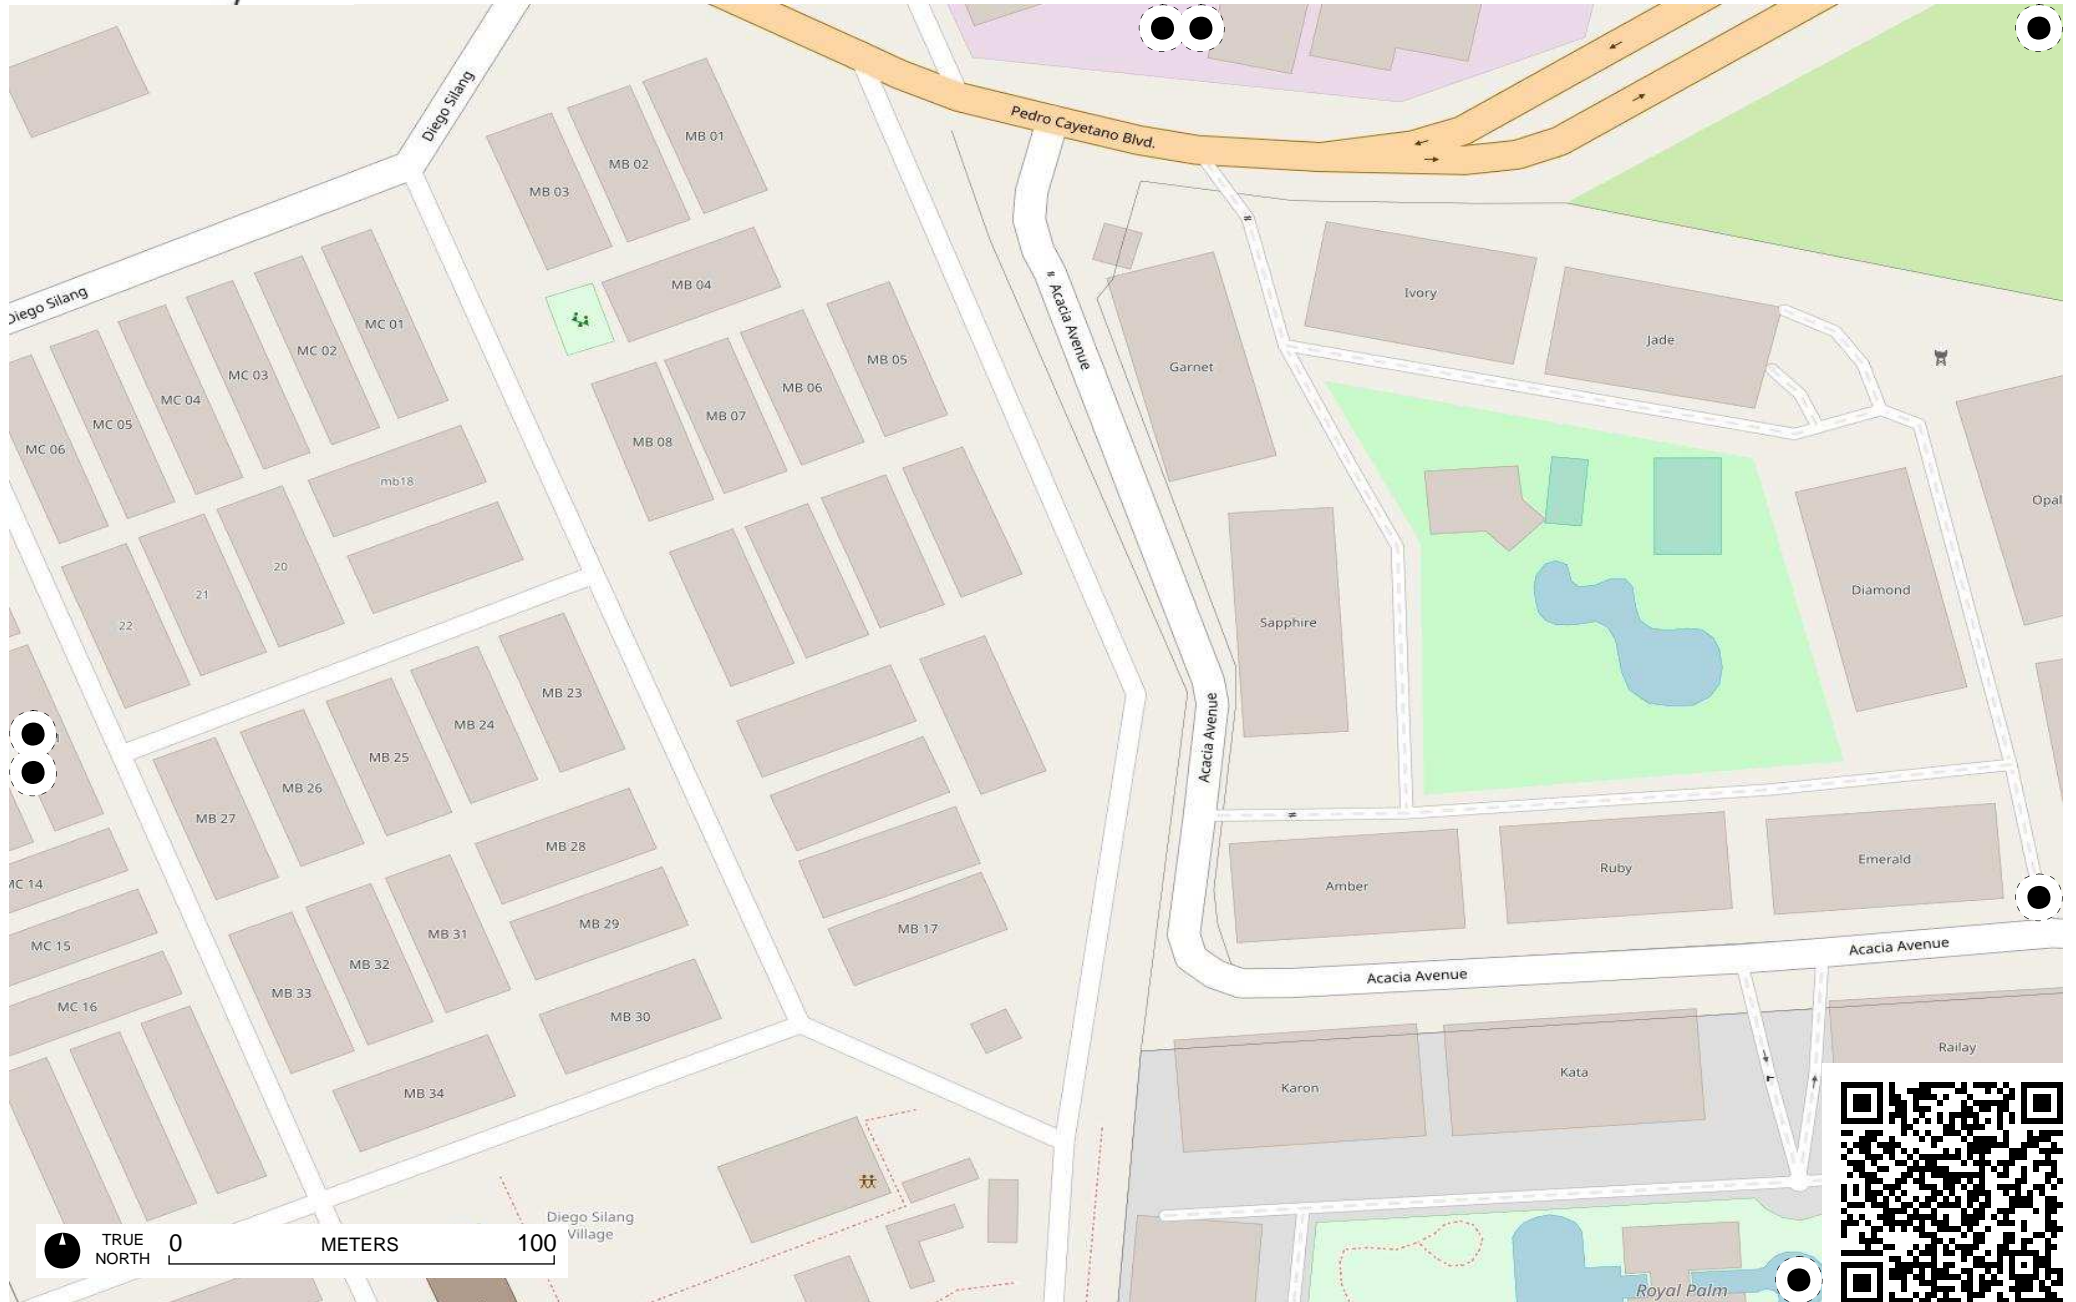 Diego Silang
Pedro Cayetano Blvd.
MB 01
MB 02
MB 03
MB 04
Diego Silang
Acacia Avenue
Ivory
Jade
Garnet
MC 01
MC 02
MC 03
MC 04
MC 05
MC 06
MB 05
MB 06
MB 07
MB 08
mb18
Opal
20
21
22
Diamond
Sapphire
Acacia Avenue
MB 23
MB 24
MB 25
MB 26
MB 27
MB 28
Amber
Ruby
Emerald
MC 14
MB 29
MB 17
MB 31
MC 15
MB 32
MB 33
Acacia Avenue
Acacia Avenue
MC 16
MB 30
Railay
Kata
Karon
MB 34
Diego Silang
Village
TRUE
NORTH
0 METERS 100
Royal Palm